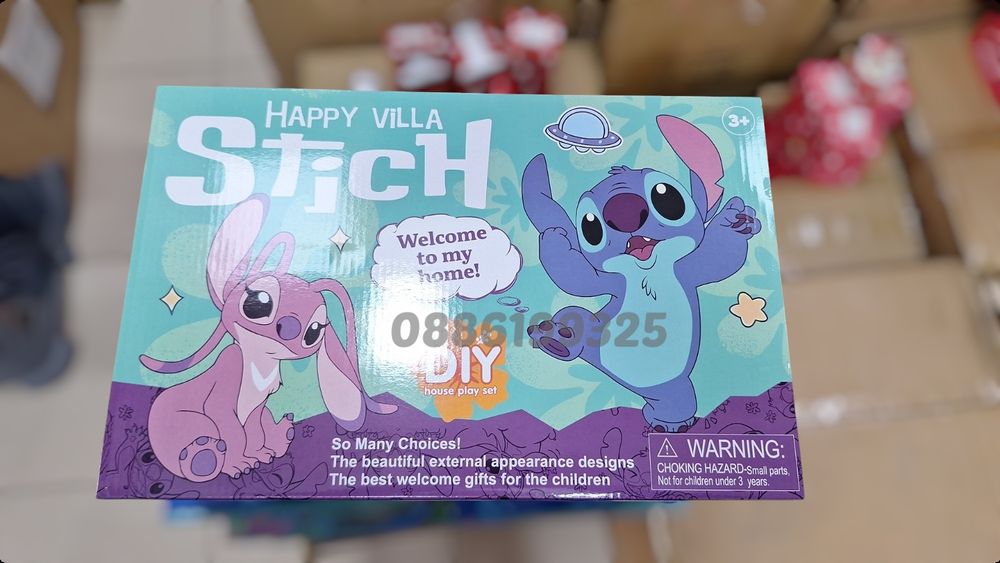 HAPPY ViLLA
StjcH
3+
Welcome
to my
home!
DIY
house play set
So Many Choices!
The beautiful external appearance designs
The best welcome gifts for the children
WARNING:
CHOKING HAZARD-Small parts.
Not for children under 3 years.